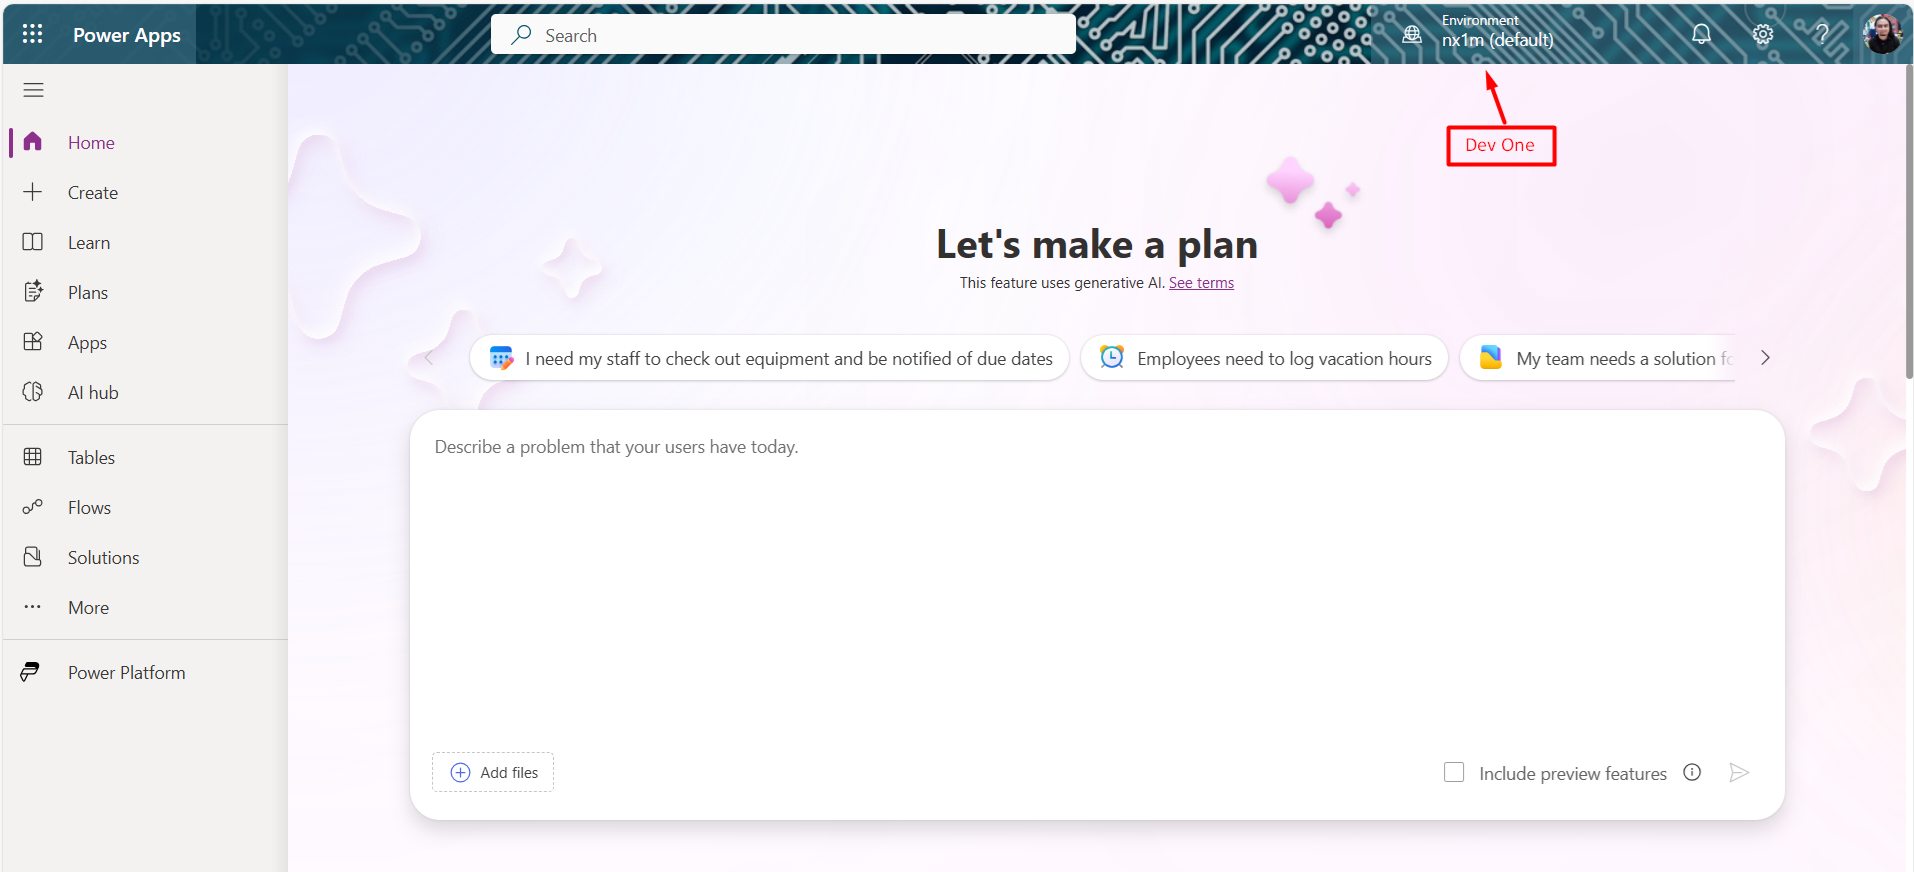 Power Apps
Search
Environment
nx1m (default)
Dev One
Home
Create
Learn
Plans
Apps
AI hub
Tables
Flows
Solutions
More
Power Platform
Let's make a plan
This feature uses generative AI. See terms
I need my staff to check out equipment and be notified of due dates
Employees need to log vacation hours
My team needs a solution fo
Describe a problem that your users have today.
Add files
Include preview features